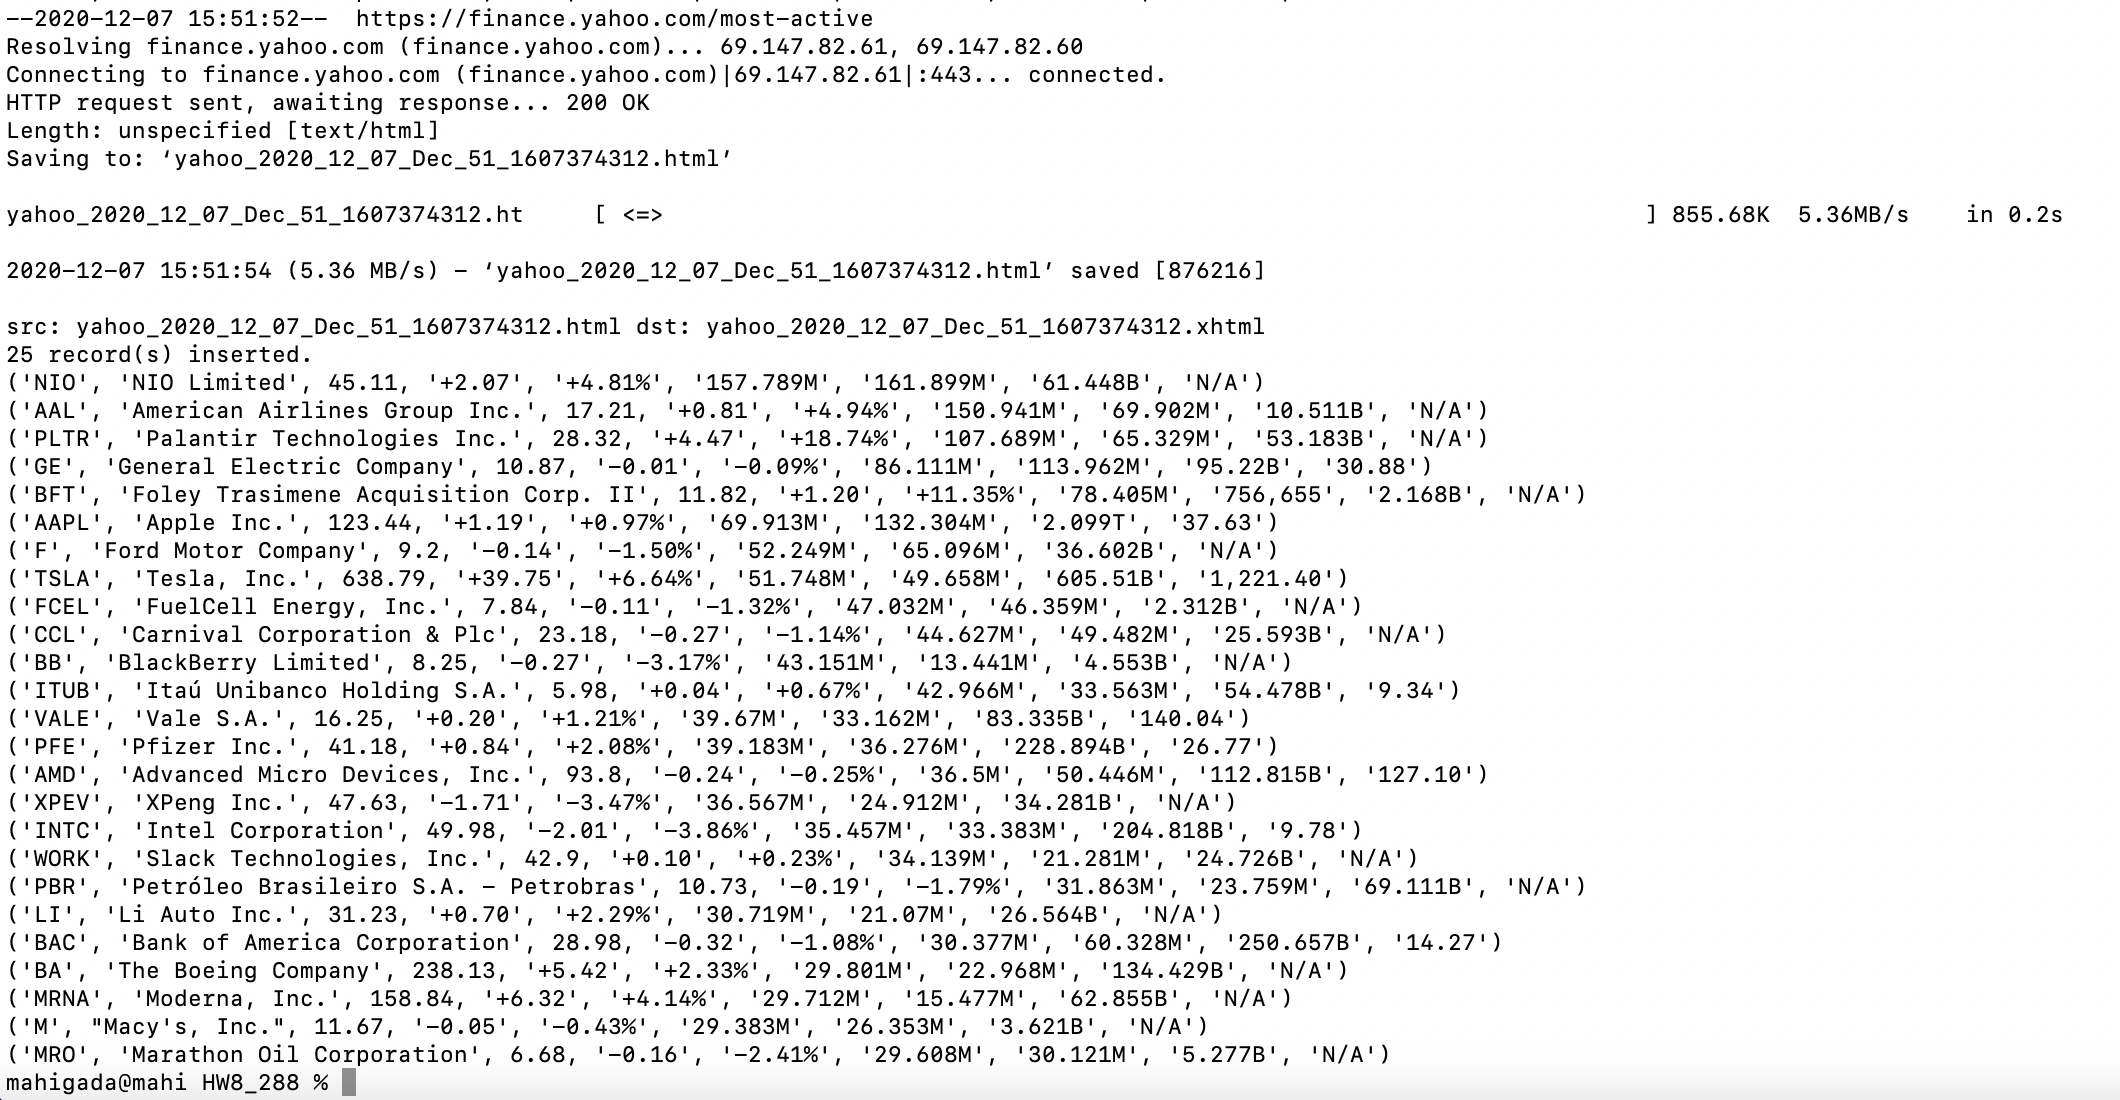 --2020-12-07 15:51:52--  https://finance.yahoo.com/most-active
Resolving finance.yahoo.com (finance.yahoo.com)... 69.147.82.61, 69.147.82.60
Connecting to finance.yahoo.com (finance.yahoo.com)|69.147.82.61|:443... connected.
HTTP request sent, awaiting response... 200 OK
Length: unspecified [text/html]
Saving to: ‘yahoo_2020_12_07_Dec_51_1607374312.html’
yahoo_2020_12_07_Dec_51_1607374312.ht     [ <=>                                                                      ] 855.68K  5.36MB/s    in 0.2s
2020-12-07 15:51:54 (5.36 MB/s) - ‘yahoo_2020_12_07_Dec_51_1607374312.html’ saved [876216]
src: yahoo_2020_12_07_Dec_51_1607374312.html dst: yahoo_2020_12_07_Dec_51_1607374312.xhtml
25 record(s) inserted.
('NIO', 'NIO Limited', 45.11, '+2.07', '+4.81%', '157.789M', '161.899M', '61.448B', 'N/A')
('AAL', 'American Airlines Group Inc.', 17.21, '+0.81', '+4.94%', '150.941M', '69.902M', '10.511B', 'N/A')
('PLTR', 'Palantir Technologies Inc.', 28.32, '+4.47', '+18.74%', '107.689M', '65.329M', '53.183B', 'N/A')
('GE', 'General Electric Company', 10.87, '-0.01', '-0.09%', '86.111M', '113.962M', '95.22B', '30.88')
('BFT', 'Foley Trasimene Acquisition Corp. II', 11.82, '+1.20', '+11.35%', '78.405M', '756,655', '2.168B', 'N/A')
('AAPL', 'Apple Inc.', 123.44, '+1.19', '+0.97%', '69.913M', '132.304M', '2.099T', '37.63')
('F', 'Ford Motor Company', 9.2, '-0.14', '-1.50%', '52.249M', '65.096M', '36.602B', 'N/A')
('TSLA', 'Tesla, Inc.', 638.79, '+39.75', '+6.64%', '51.748M', '49.658M', '605.51B', '1,221.40')
('FCEL', 'FuelCell Energy, Inc.', 7.84, '-0.11', '-1.32%', '47.032M', '46.359M', '2.312B', 'N/A')
('CCL', 'Carnival Corporation & Plc', 23.18, '-0.27', '-1.14%', '44.627M', '49.482M', '25.593B', 'N/A')
('BB', 'BlackBerry Limited', 8.25, '-0.27', '-3.17%', '43.151M', '13.441M', '4.553B', 'N/A')
('ITUB', 'Itaú Unibanco Holding S.A.', 5.98, '+0.04', '+0.67%', '42.966M', '33.563M', '54.478B', '9.34')
('VALE', 'Vale S.A.', 16.25, '+0.20', '+1.21%', '39.67M', '33.162M', '83.335B', '140.04')
('PFE', 'Pfizer Inc.', 41.18, '+0.84', '+2.08%', '39.183M', '36.276M', '228.894B', '26.77')
('AMD', 'Advanced Micro Devices, Inc.', 93.8, '-0.24', '-0.25%', '36.5M', '50.446M', '112.815B', '127.10')
('XPEV', 'XPeng Inc.', 47.63, '-1.71', '-3.47%', '36.567M', '24.912M', '34.281B', 'N/A')
('INTC', 'Intel Corporation', 49.98, '-2.01', '-3.86%', '35.457M', '33.383M', '204.818B', '9.78')
('WORK', 'Slack Technologies, Inc.', 42.9, '+0.10', '+0.23%', '34.139M', '21.281M', '24.726B', 'N/A')
('PBR', 'Petróleo Brasileiro S.A. - Petrobras', 10.73, '-0.19', '-1.79%', '31.863M', '23.759M', '69.111B', 'N/A')
('LI', 'Li Auto Inc.', 31.23, '+0.70', '+2.29%', '30.719M', '21.07M', '26.564B', 'N/A')
('BAC', 'Bank of America Corporation', 28.98, '-0.32', '-1.08%', '30.377M', '60.328M', '250.657B', '14.27')
('BA', 'The Boeing Company', 238.13, '+5.42', '+2.33%', '29.801M', '22.968M', '134.429B', 'N/A')
('MRNA', 'Moderna, Inc.', 158.84, '+6.32', '+4.14%', '29.712M', '15.477M', '62.855B', 'N/A')
('M', "Macy's, Inc.", 11.67, '-0.05', '-0.43%', '29.383M', '26.353M', '3.621B', 'N/A')
('MRO', 'Marathon Oil Corporation', 6.68, '-0.16', '-2.41%', '29.608M', '30.121M', '5.277B', 'N/A')
mahigada@mahi HW8_288 %